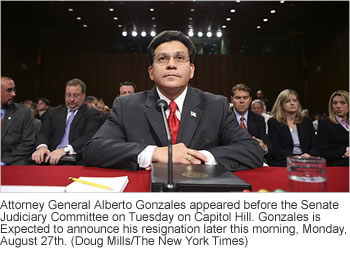 Attorney General Alberto Gonzales appeared before the Senate
Judiciary Committee on Tuesday on Capitol Hill. Gonzales is
Expected to announce his resignation later this morning, Monday,
August 27th. (Doug Mills/The New York Times)